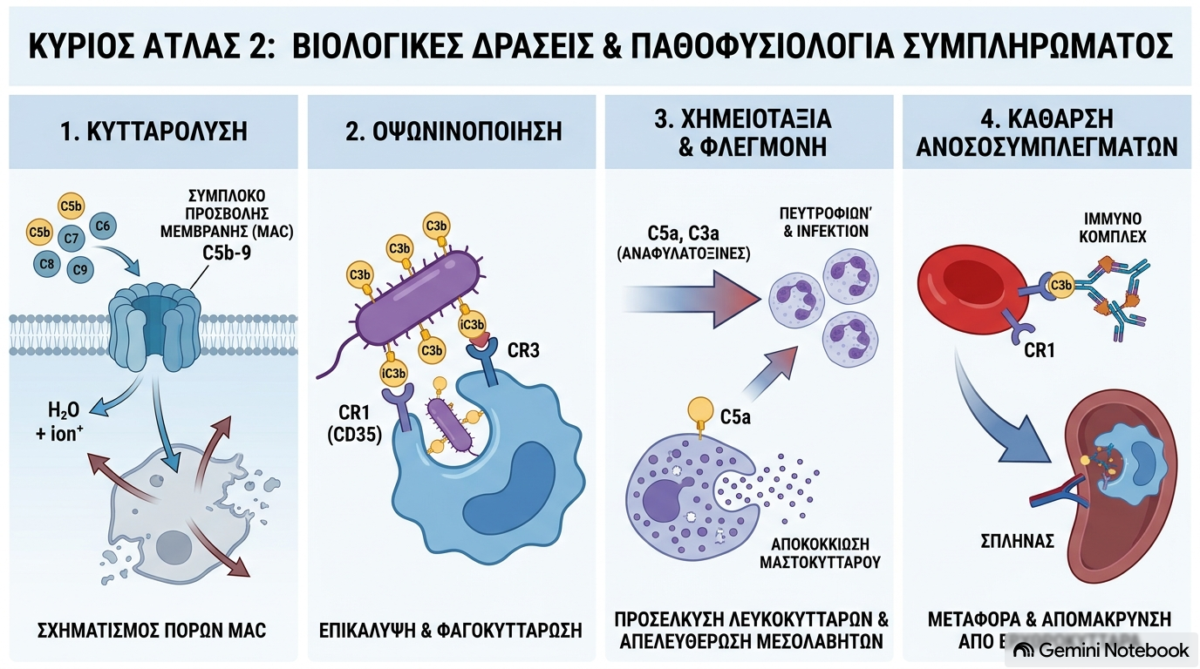 ΚΥΡΙΟΣ ΑΤΛΑΣ 2: ΒΙΟΛΟΓΙΚΕΣ ΔΡΑΣΕΙΣ & ΠΑΘΟΦΥΣΙΟΛΟΓΙΑ ΣΥΜΠΛΗΡΩΜΑΤΟΣ
1. ΚΥΤΤΑΡΟΛΥΣΗ
C5b
C5b
C6
C7
C8
C9
ΣΥΜΠΛΟΚΟ
ΠΡΟΣΒΟΛΗΣ
ΜΕΜΒΡΑΝΗΣ (MAC)
C5b-9
H₂O
+ ion⁺
ΣΧΗΜΑΤΙΣΜΟΣ ΠΟΡΩΝ MAC
2. ΟΨΩΝΙΝΟΠΟΙΗΣΗ
C3b
C3b
C3b
iC3b
C3b
iC3b
CR3
CR1
(CD35)
ΕΠΙΚΑΛΥΨΗ & ΦΑΓΟΚΥΤΤΑΡΩΣΗ
3. ΧΗΜΕΙΟΤΑΞΙΑ
& ΦΛΕΓΜΟΝΗ
C5a, C3a
(ΑΝΑΦΥΛΑΤΟΞΙΝΕΣ)
ΠΕΥΤΡΟΦΙΩΝ'
& INFEKTION
C5a
ΑΠΟΚΟΚΚΙΩΣΗ
ΜΑΣΤΟΚΥΤΤΑΡΟΥ
ΠΡΟΣΕΛΚΥΣΗ ΛΕΥΚΟΚΥΤΤΑΡΩΝ &
ΑΠΕΛΕΥΘΕΡΩΣΗ ΜΕΣΟΛΑΒΗΤΩΝ
4. ΚΑΘΑΡΣΗ
ΑΝΟΣΟΣΥΜΠΛΕΓΜΑΤΩΝ
ΙΜΜΥΝΟ
ΚΟΜΠΛΕΧ
C3b
CR1
ΣΠΛΗΝΑΣ
ΜΕΤΑΦΟΡΑ & ΑΠΟΜΑΚΡΥΝΣΗ
ΑΠΟ
Gemini Notebook